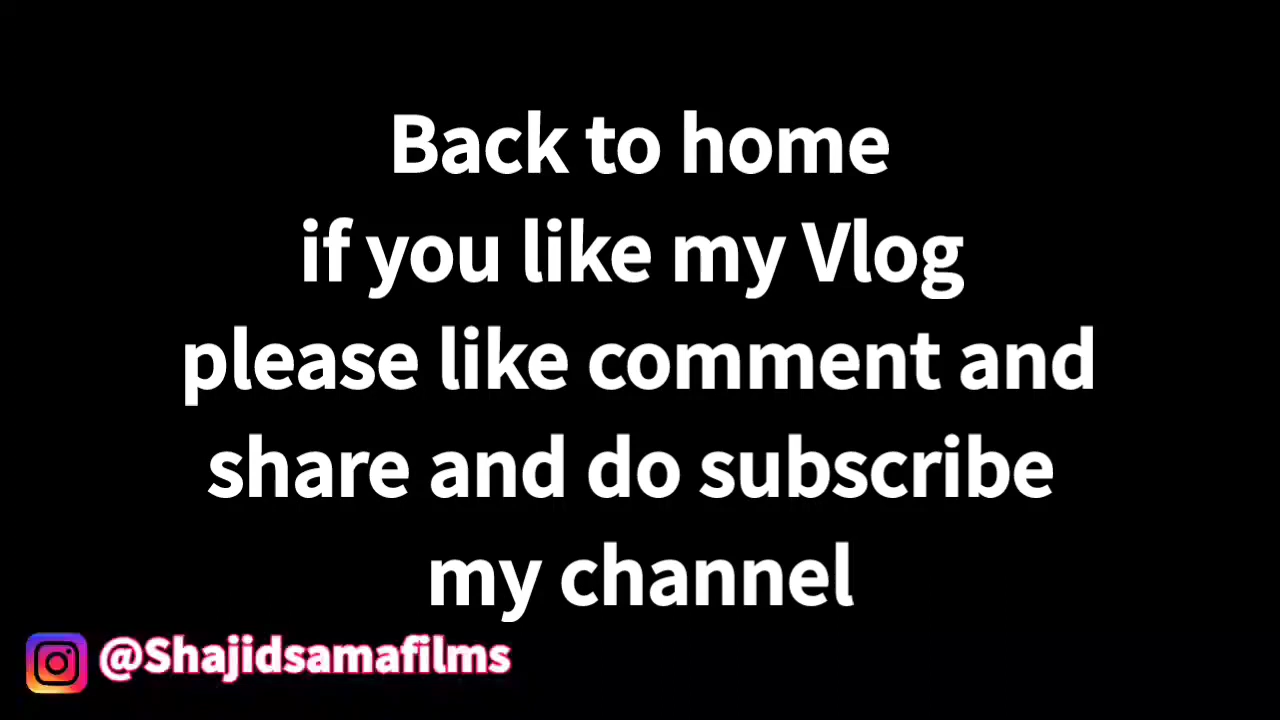 Back to home
if you like my Vlog
please like comment and
share and do subscribe
my channel
@Shajidsamafilms